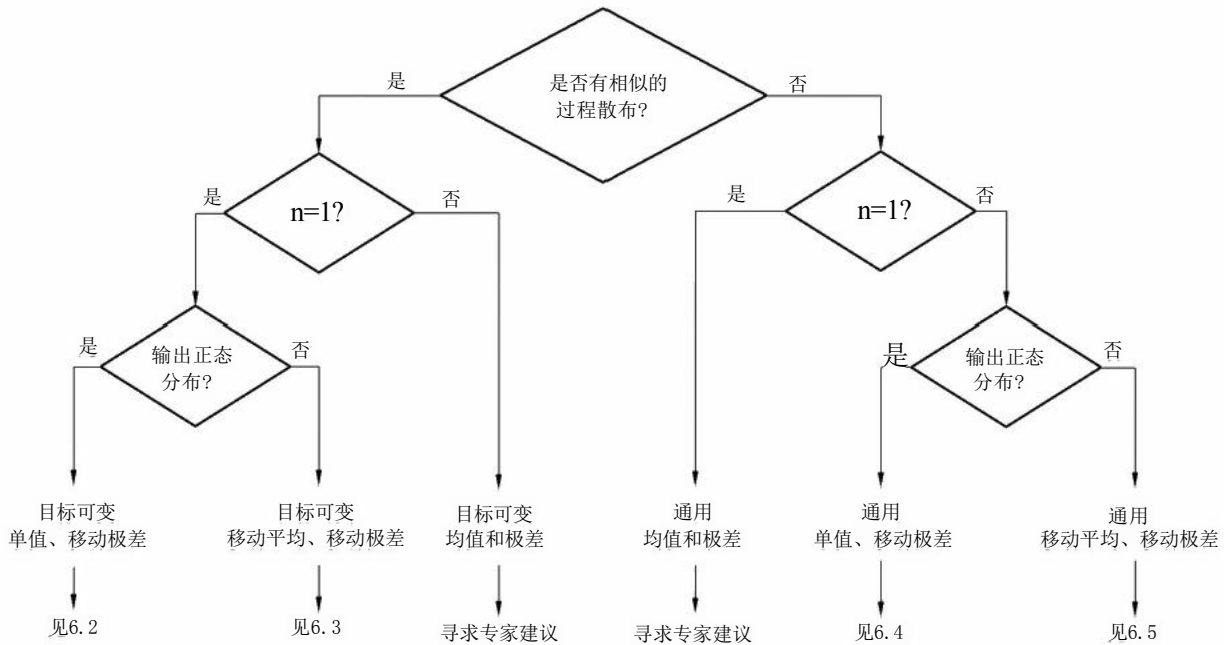 是否有相似的
过程散布?
是
否
n=1?
n=1?
是
否
是
否
输出正态
分布?
输出正态
分布?
是
否
是
否
目标可变
单值、移动极差
目标可变
移动平均、移动极差
目标可变
均值和极差
通用
均值和极差
通用
单值、移动极差
通用
移动平均、移动极差
见6.2
见6.3
寻求专家建议
寻求专家建议
见6.4
见6.5